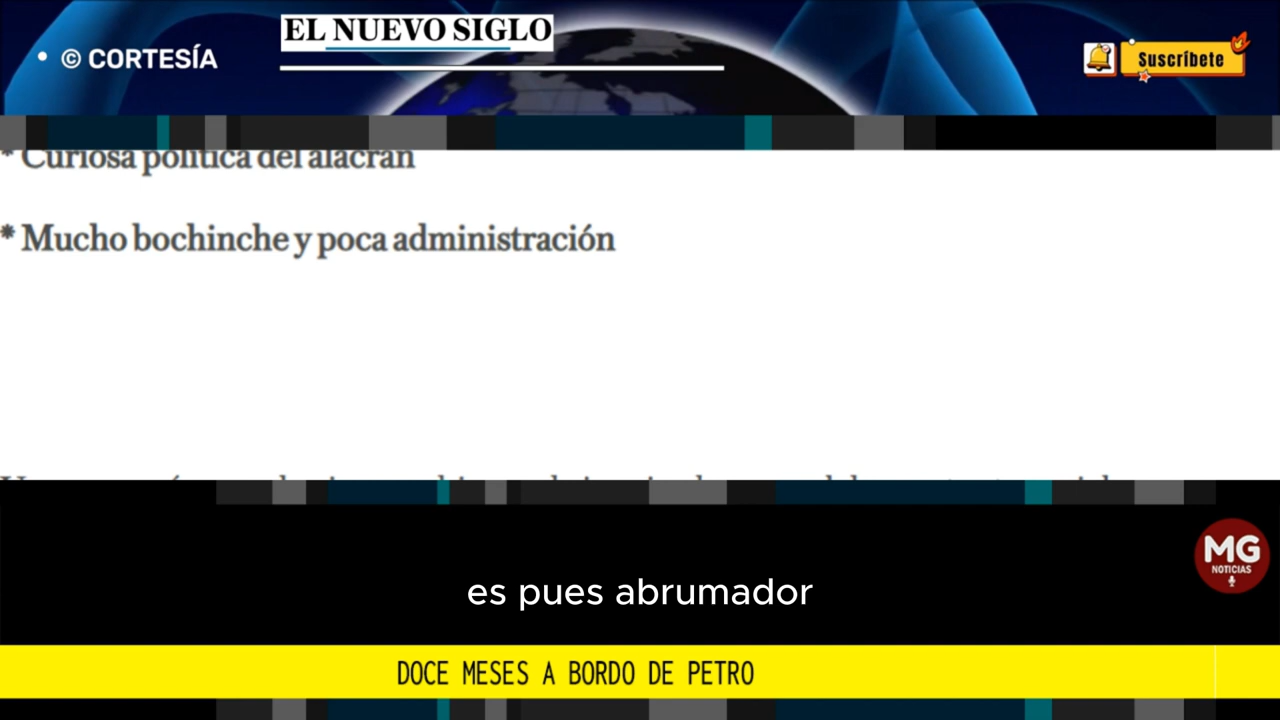 EL NUEVO SIGLO
• © CORTESÍA
Suscríbete
* Curiosa política del alacrán
* Mucho bochinche y poca administración
MG
NOTICIAS
es pues abrumador
DOCE MESES A BORDO DE PETRO